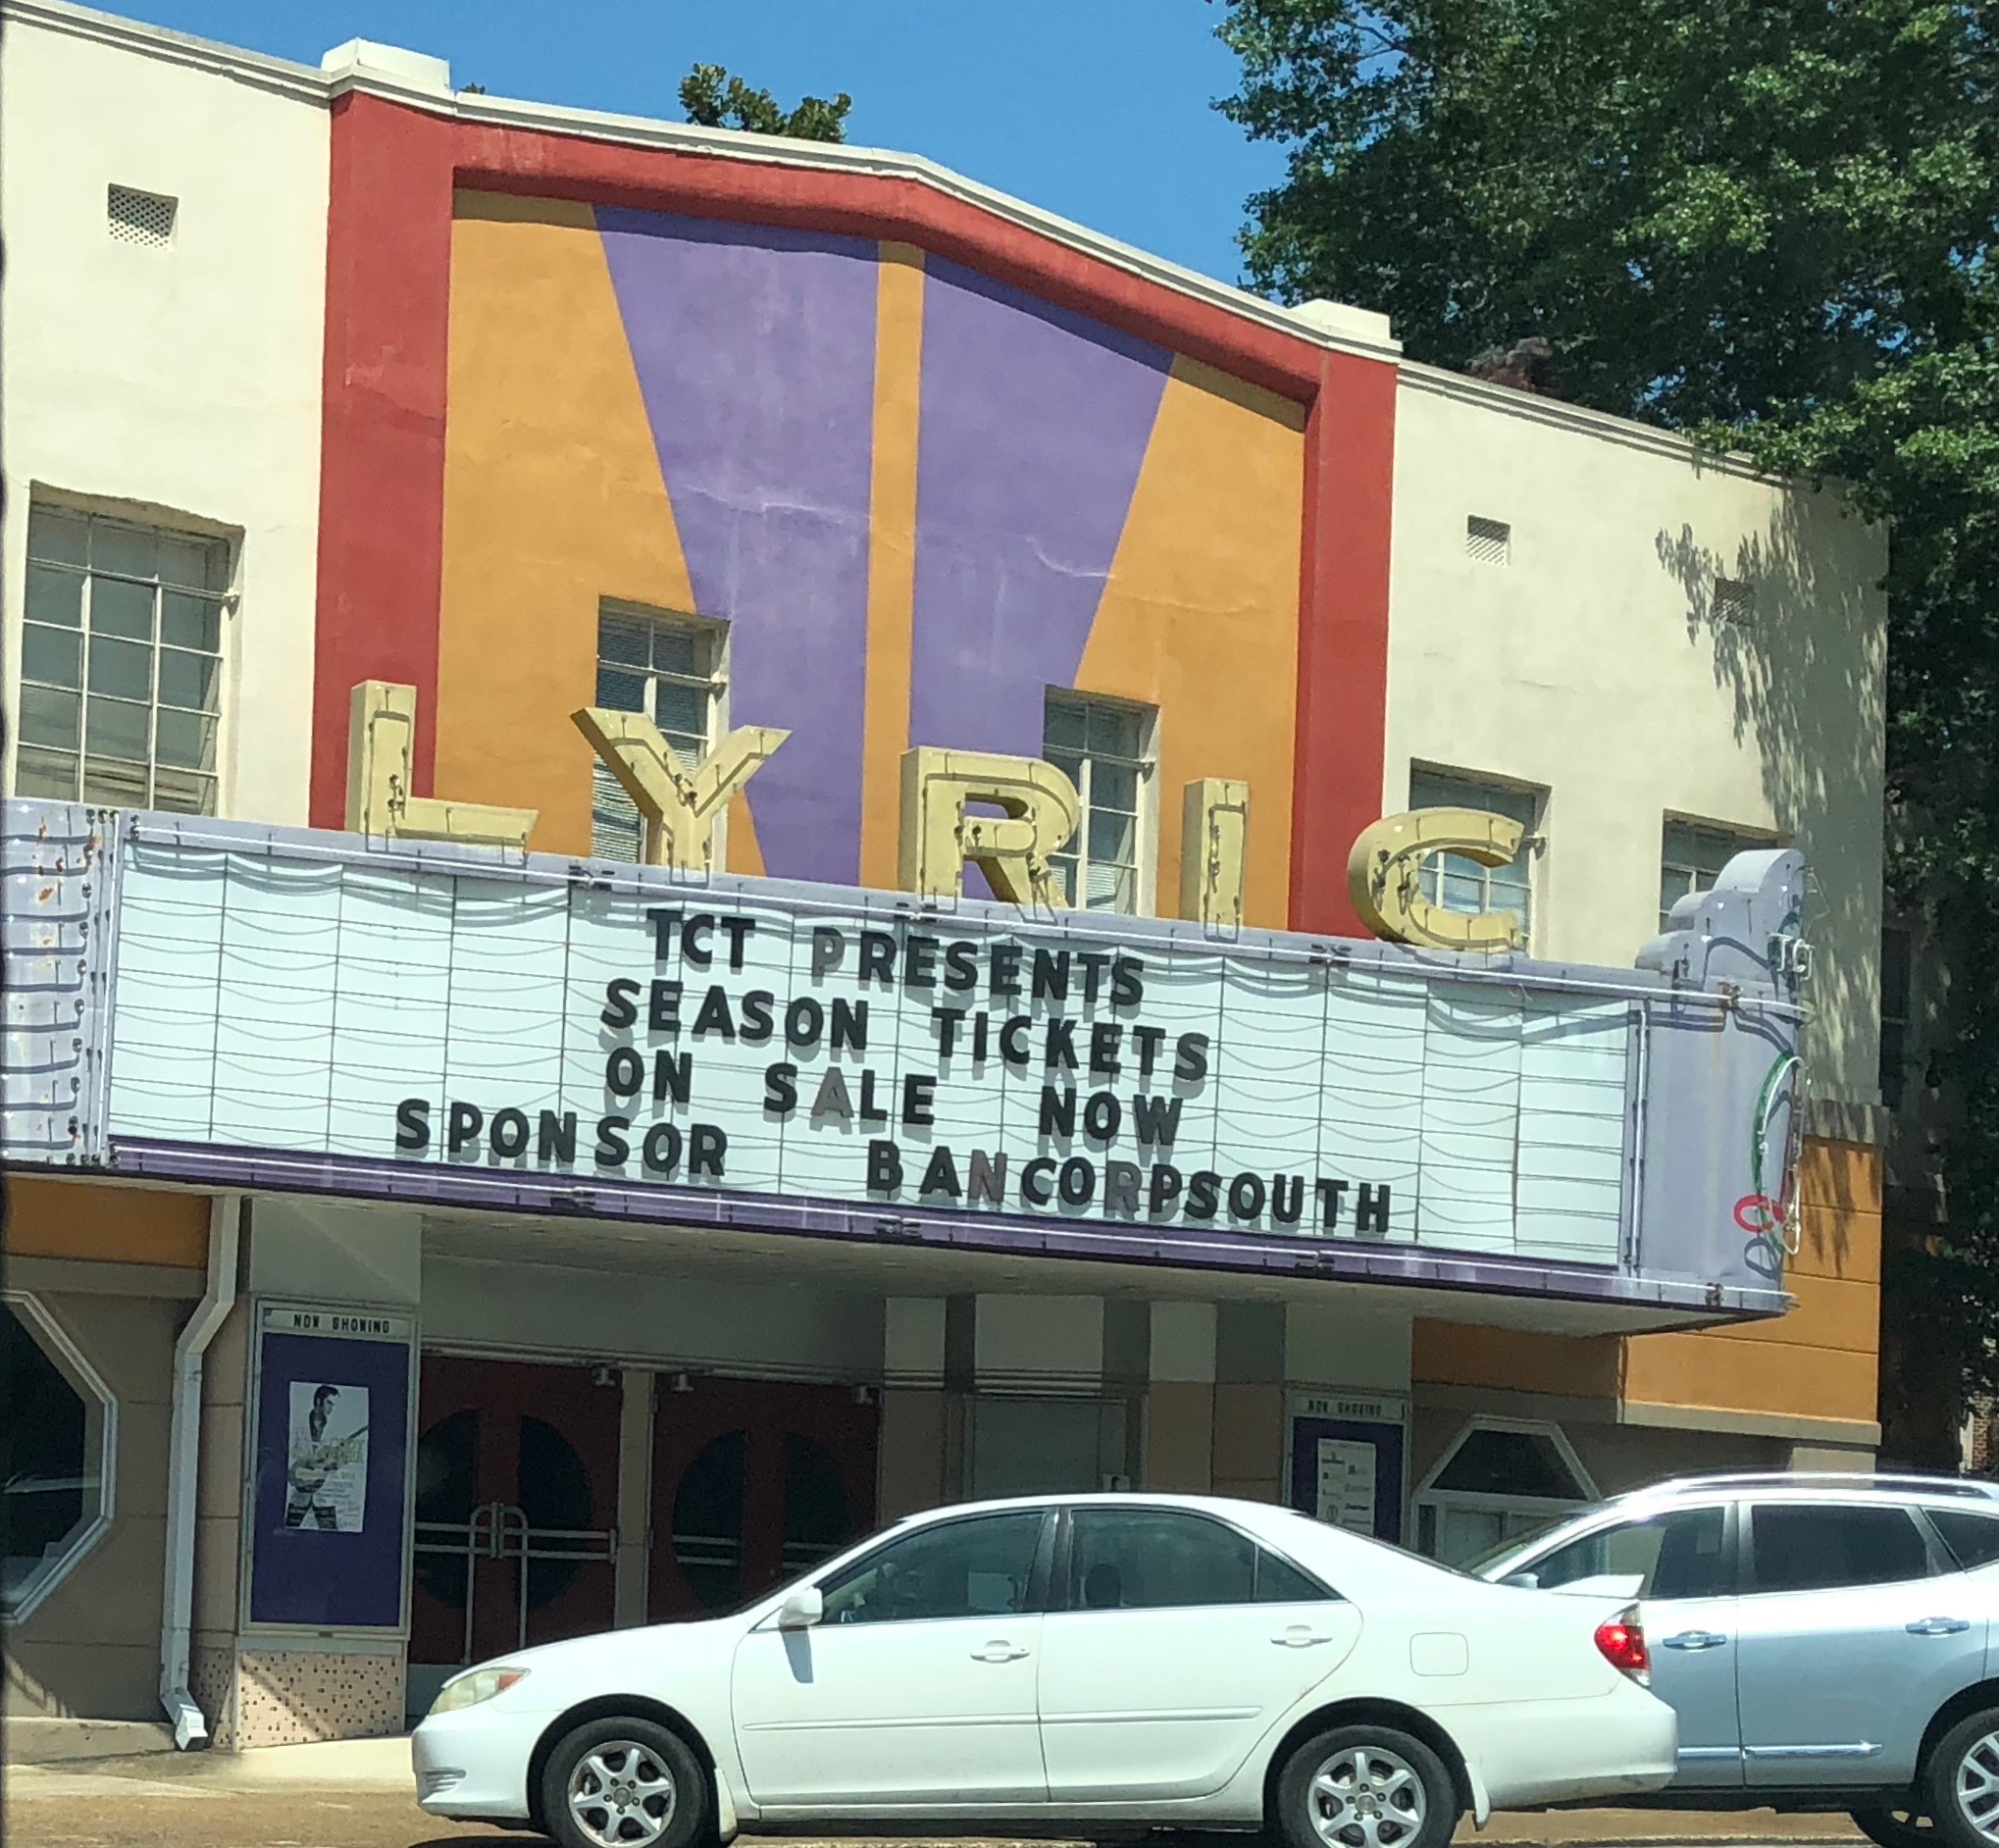 LYRIC
TCT PRESENTS
SEASON TICKETS
ON SALE NOW
SPONSOR BANCORPSOUTH
NOW SHOWING
NOW SHOWING